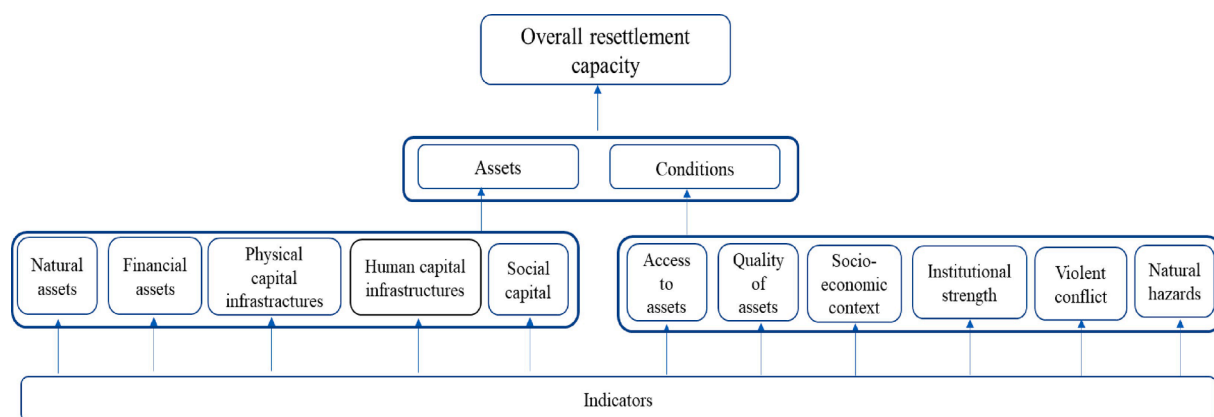 Overall resettlement
capacity
Assets
Conditions
Natural
assets
Financial
assets
Physical
capital
infrastractures
Human capital
infrastructures
Social
capital
Access
to
assets
Quality
of
assets
Socio-
economic
context
Institutional
strength
Violent
conflict
Natural
hazards
Indicators